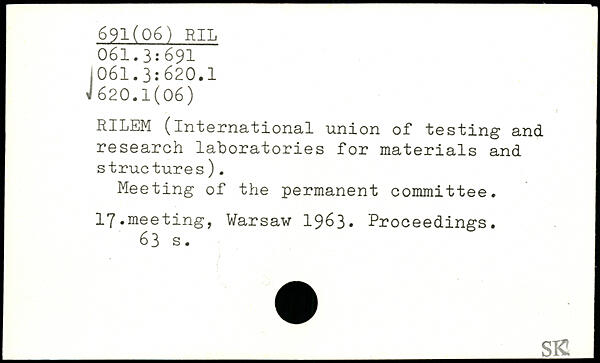 691(06) RIL
061.3:691
061.3:620.1
620.1(06)
RILEM (International union of testing and
research laboratories for materials and
structures).
Meeting of the permanent committee.
17.meeting, Warsaw 1963. Proceedings.
63 s.
SK